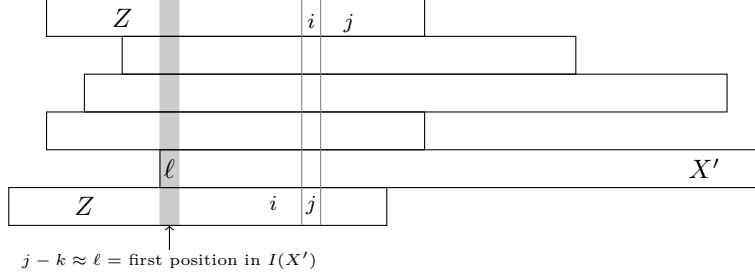 Z i j
ℓ X′
Z i j
j − k ≈ ℓ = first position in I(X′)